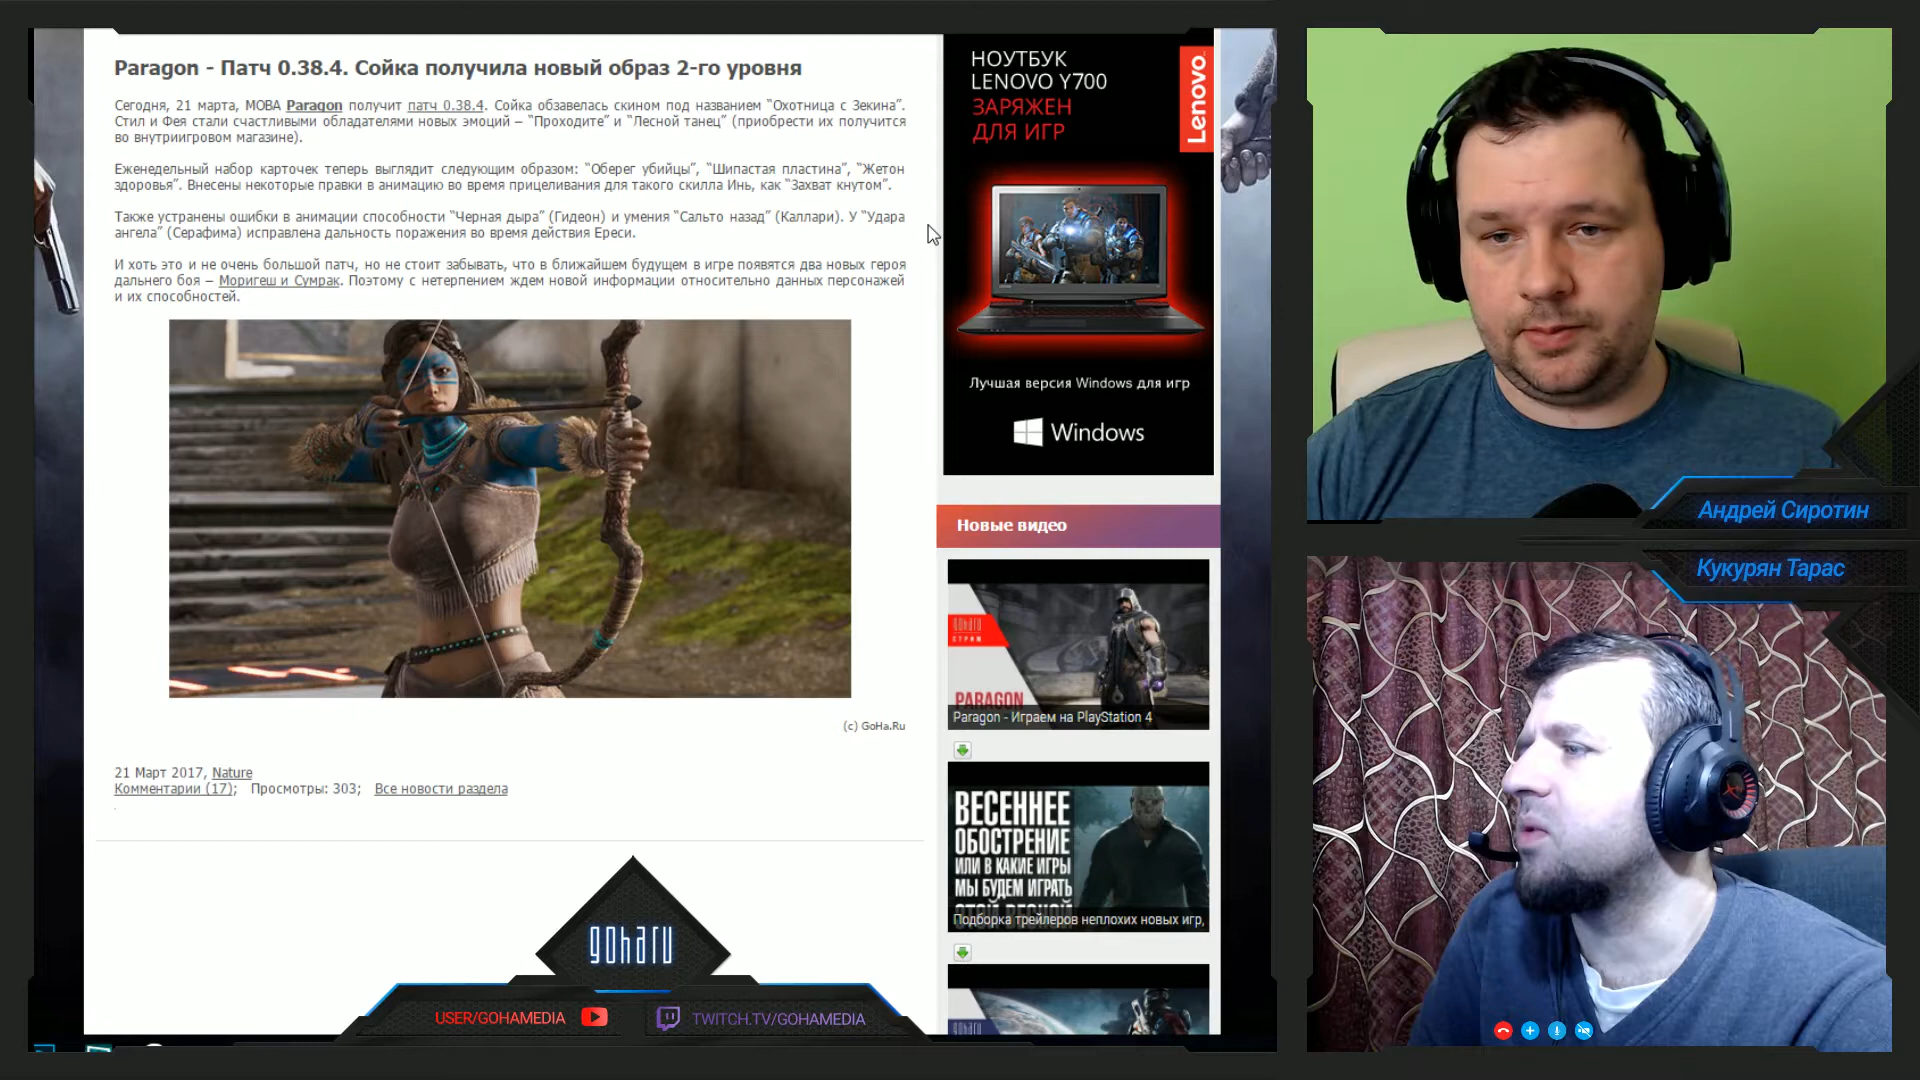 Paragon - Патч 0.38.4. Сойка получила новый образ 2-го уровня
Сегодня, 21 марта, MOBA Paragon получит патч 0.38.4. Сойка обзавелась скином под названием “Охотница с Зекина”.
Стил и Фея стали счастливыми обладателями новых эмоций – “Проходите” и “Лесной танец” (приобрести их получится
во внутриигровом магазине).
Еженедельный набор карточек теперь выглядит следующим образом: “Оберег убийцы”, “Шипастая пластина”, “Жетон
здоровья”. Внесены некоторые правки в анимацию во время прицеливания для такого скилла Инь, как “Захват кнутом”.
Также устранены ошибки в анимации способности “Черная дыра” (Гидеон) и умения “Сальто назад” (Каллари). У “Удара
ангела” (Серафима) исправлена дальность поражения во время действия Ереси.
И хоть это и не очень большой патч, но не стоит забывать, что в ближайшем будущем в игре появятся два новых героя
дальнего боя – Моригеш и Сумрак. Поэтому с нетерпением ждем новой информации относительно данных персонажей
и их способностей.
(c) GoHa.Ru
21 Март 2017, Nature
Комментарии (17); Просмотры: 303; Все новости раздела
НОУТБУК
LENOVO Y700
ЗАРЯЖЕН
ДЛЯ ИГР
Lenovo
Лучшая версия Windows для игр
Windows
Новые видео
goharu
СТРИМ
PARAGON
Paragon - Играем на PlayStation 4
ВЕСЕННЕЕ
ОБОСТРЕНИЕ
ИЛИ В КАКИЕ ИГРЫ
МЫ БУДЕМ ИГРАТЬ
ЭТОЙ ВЕСНОЙ
Подборка трейлеров неплохих новых игр,
goharu
goharu
USER/GOHAMEDIA
TWITCH.TV/GOHAMEDIA
Андрей Сиротин
Кукурян Тарас